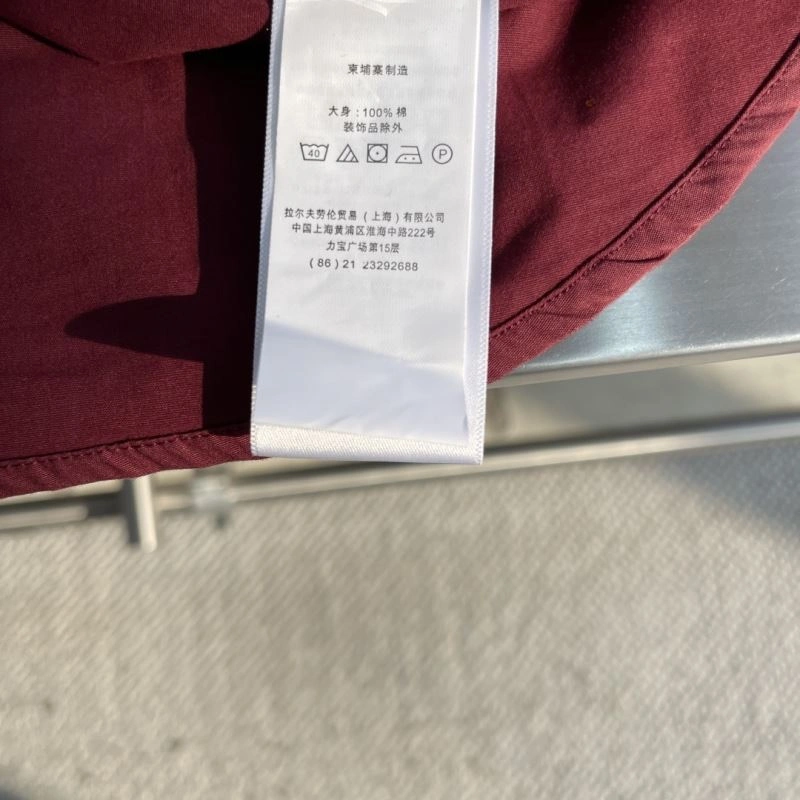 柬埔寨制造
大身：100% 棉
装饰品除外
40 P
拉尔夫劳伦贸易（上海）有限公司
中国上海黄浦区淮海中路222号
力宝广场第15层
(86) 21 23292688